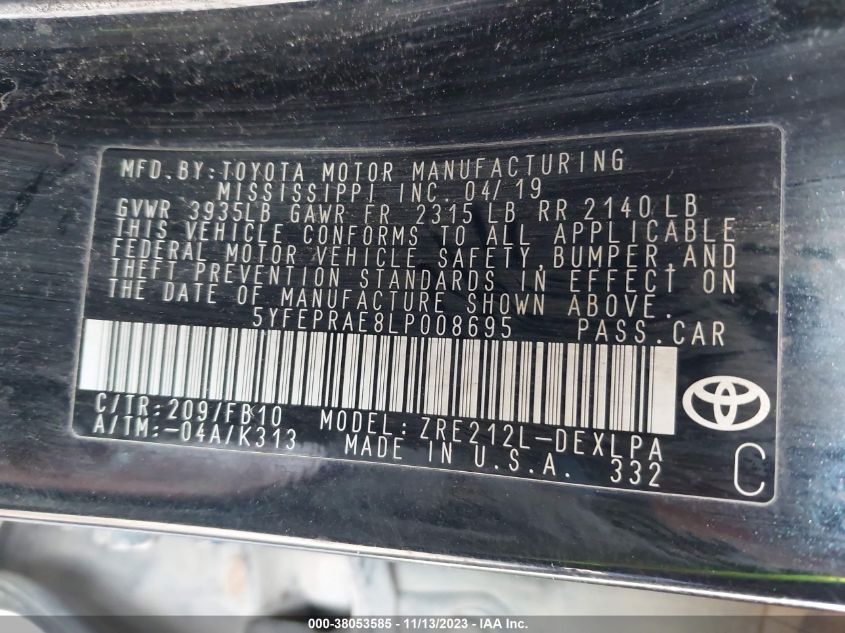 MFD.BY:TOYOTA MOTOR MANUFACTURING
MISSISSIPPI INC. 04/19
GVWR 3935LB GAWR FR 2315 LB RR 2140 LB
THIS VEHICLE CONFORMS TO ALL APPLICABLE
FEDERAL MOTOR VEHICLE SAFETY, BUMPER, AND
THEFT PREVENTION STANDARDS IN EFFECT ON
THE DATE OF MANUFACTURE SHOWN ABOVE.
5YFEPRAE8LP008695 PASS.CAR
C/TR:209/FB10 MODEL:ZRE212L-DEXLPA
A/TM:-04A/K313 MADE IN U.S.A. 332
C
000-38053585 - 11/13/2023 - IAA Inc.